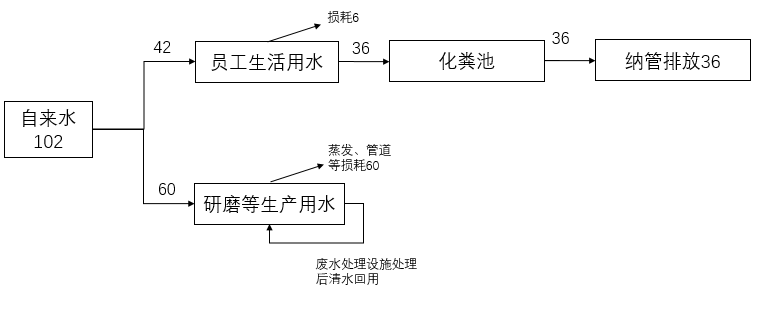 损耗6
42
员工生活用水
36
化粪池
36
纳管排放36
自来水
102
蒸发、管道
等损耗60
60
研磨等生产用水
废水处理设施处理
后清水回用